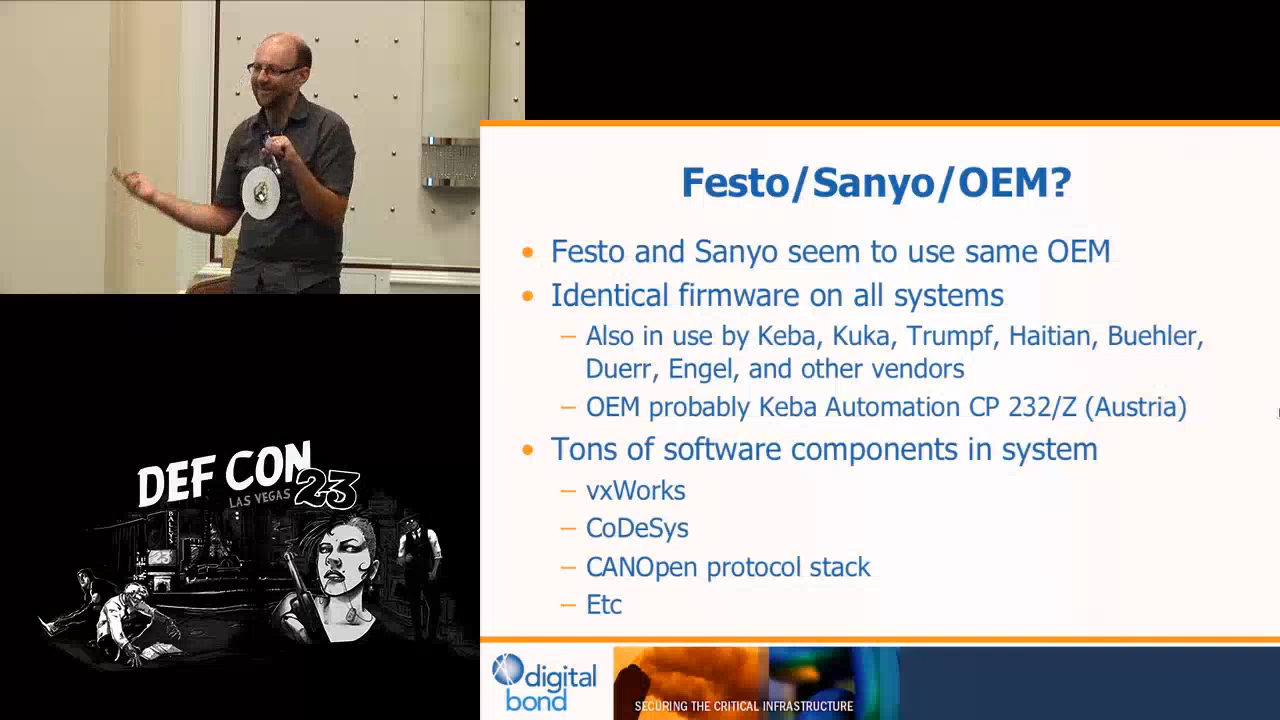 Festo/Sanyo/OEM?
• Festo and Sanyo seem to use same OEM
• Identical firmware on all systems
– Also in use by Keba, Kuka, Trumpf, Haitian, Buehler,
Duerr, Engel, and other vendors
– OEM probably Keba Automation CP 232/Z (Austria)
• Tons of software components in system
– vxWorks
– CoDeSys
– CANOpen protocol stack
– Etc
DEF CON
LAS VEGAS 23
BALLYS
digital
bond
SECURING THE CRITICAL INFRASTRUCTURE